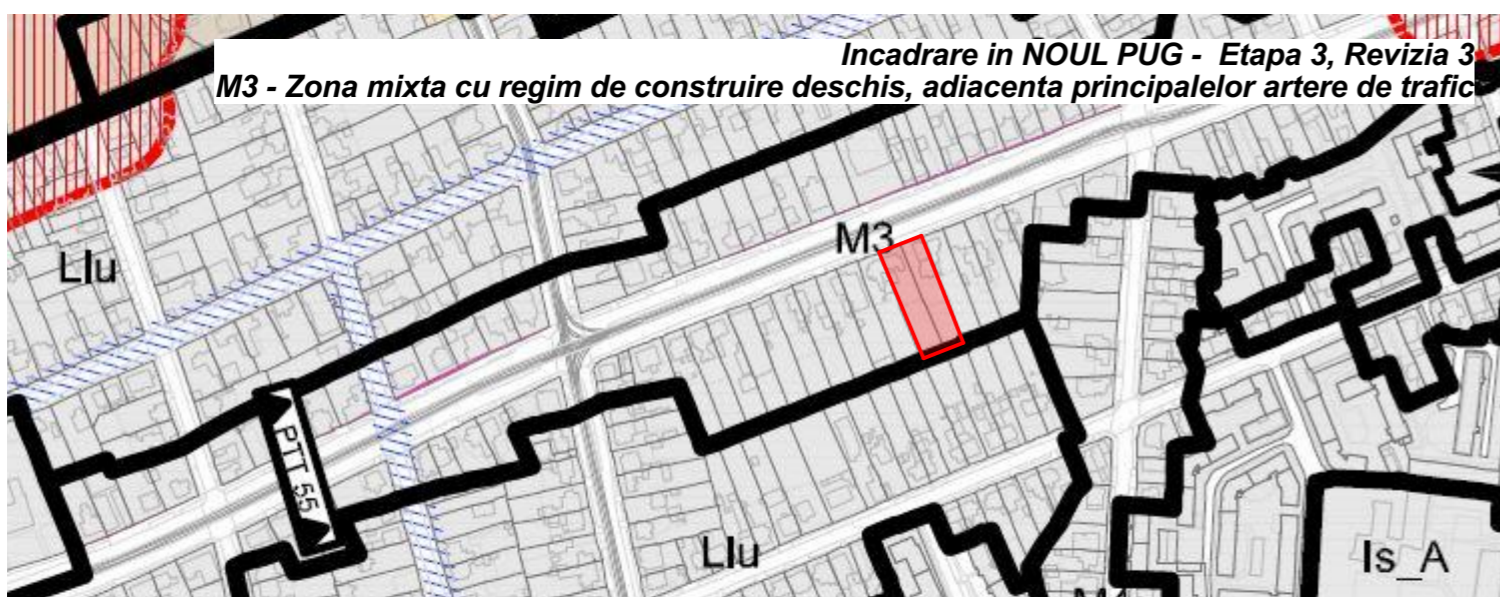 Incadrare in NOUL PUG - Etapa 3, Revizia 3
M3 - Zona mixta cu regim de construire deschis, adiacenta principalelor artere de trafic
M3
LIu
PTT 55
LIu
Is_A